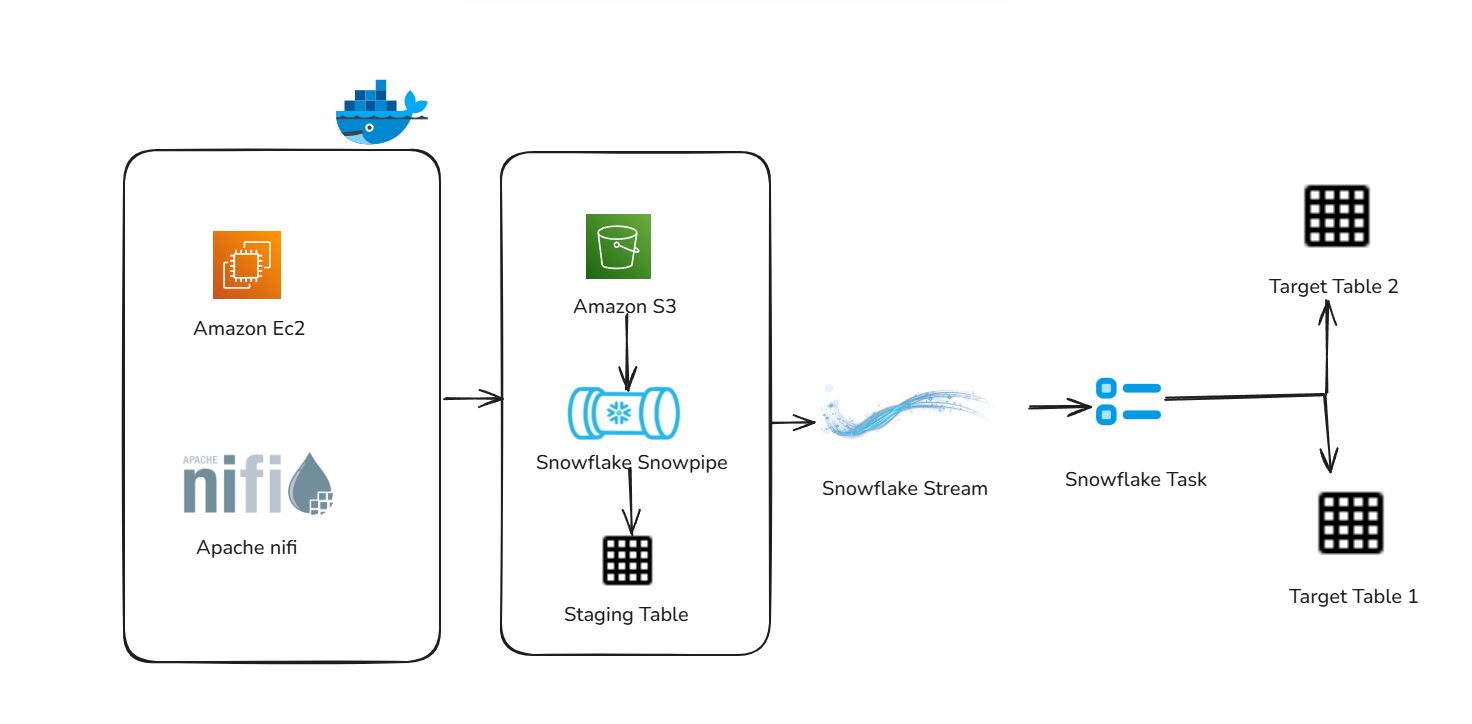 Amazon Ec2
APACHE
nifi
Apache nifi
Amazon S3
Snowflake Snowpipe
Staging Table
Snowflake Stream
Snowflake Task
Target Table 2
Target Table 1